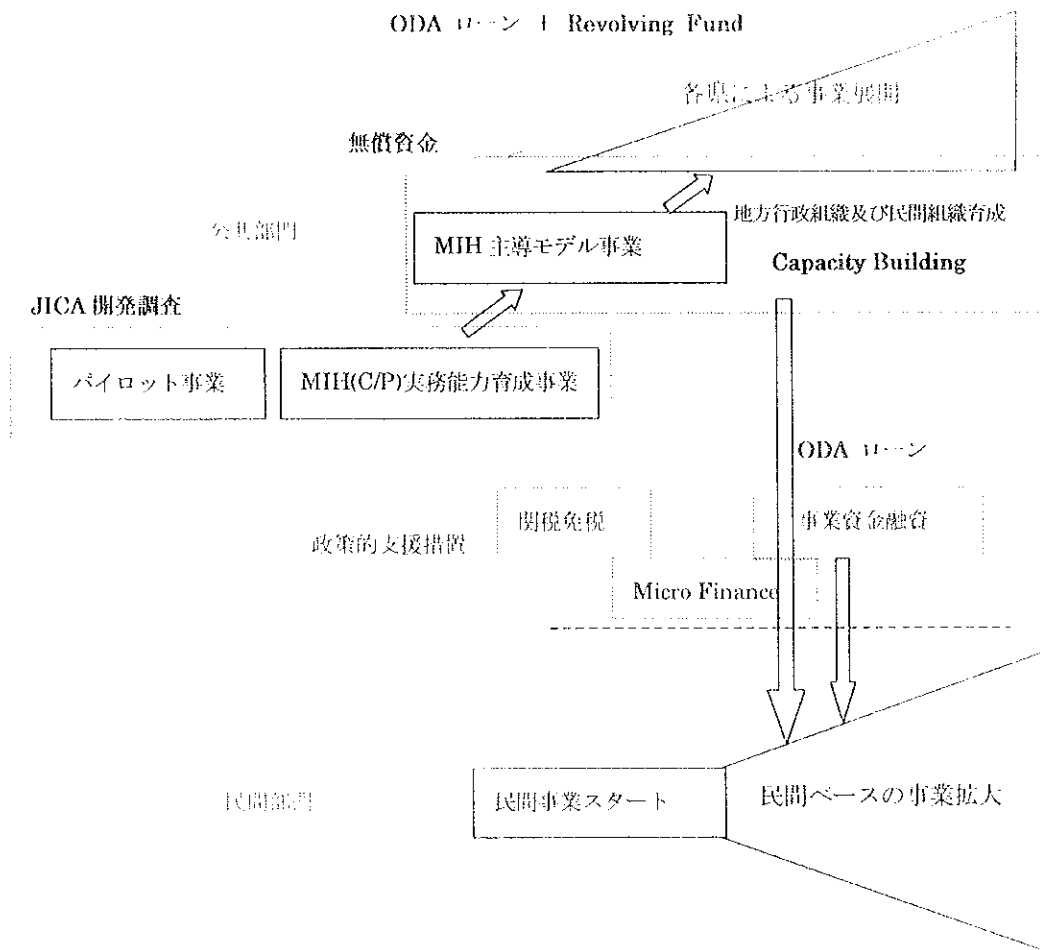 ODA ローン + Revolving Fund
各県による事業展開
無償資金
地方行政組織及び民間組織育成
公共部門
MIH 主導モデル事業
Capacity Building
JICA 開発調査
パイロット事業
MIH(C/P)実務能力育成事業
ODA ローン
関税免税
事業資金融資
政策的支援措置
Micro Finance
民間部門
民間事業スタート
民間ベースの事業拡大